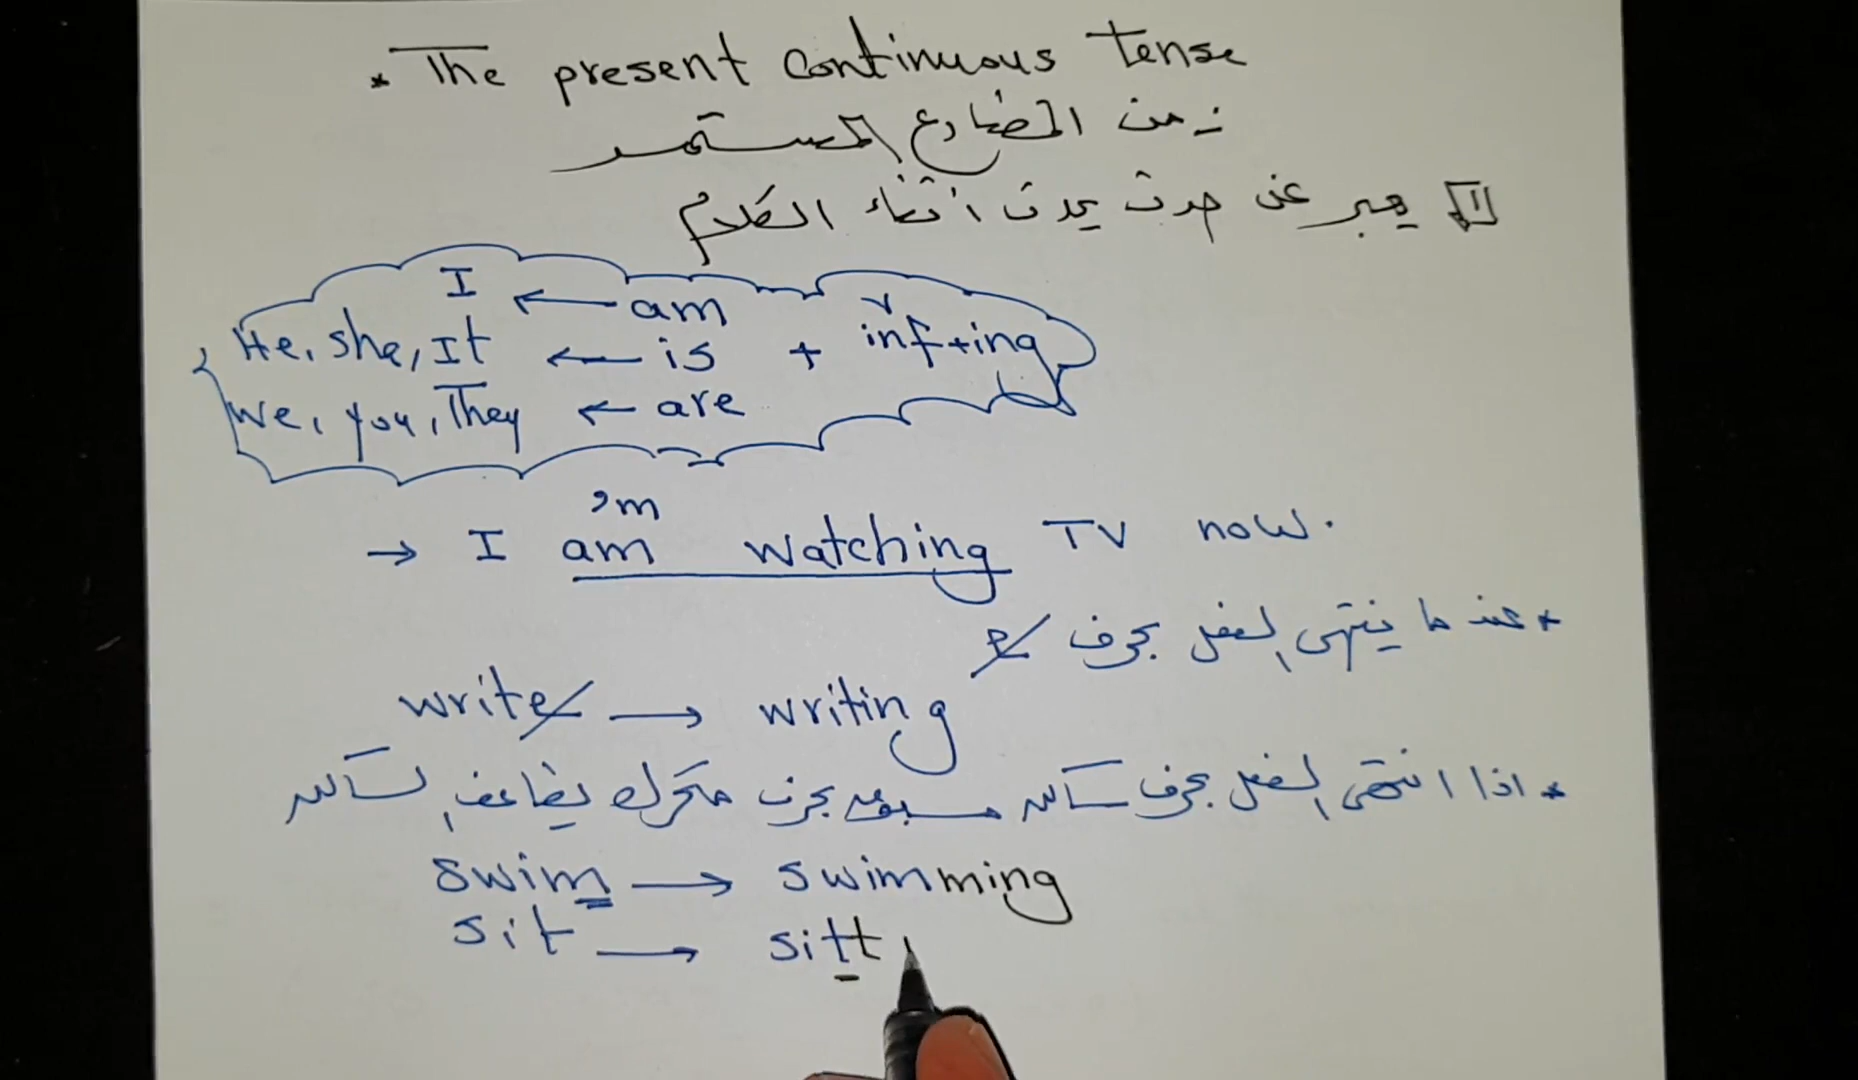 * The present continuous tense
زمن المضارع المستمر
1 يعبر عن حدث يحدث أثناء الكلام
I ← am
He, she, It ← is + inf + ing
v
we, you, They ← are
'm
→ I am watching TV now.
* عندما ينتهى الفعل بحرف e
write → writing
* اذا انتهى الفعل بحرف ساكن مسبوق بحرف متحرك يضاعف الساكن
swim → swimming
sit → sitt